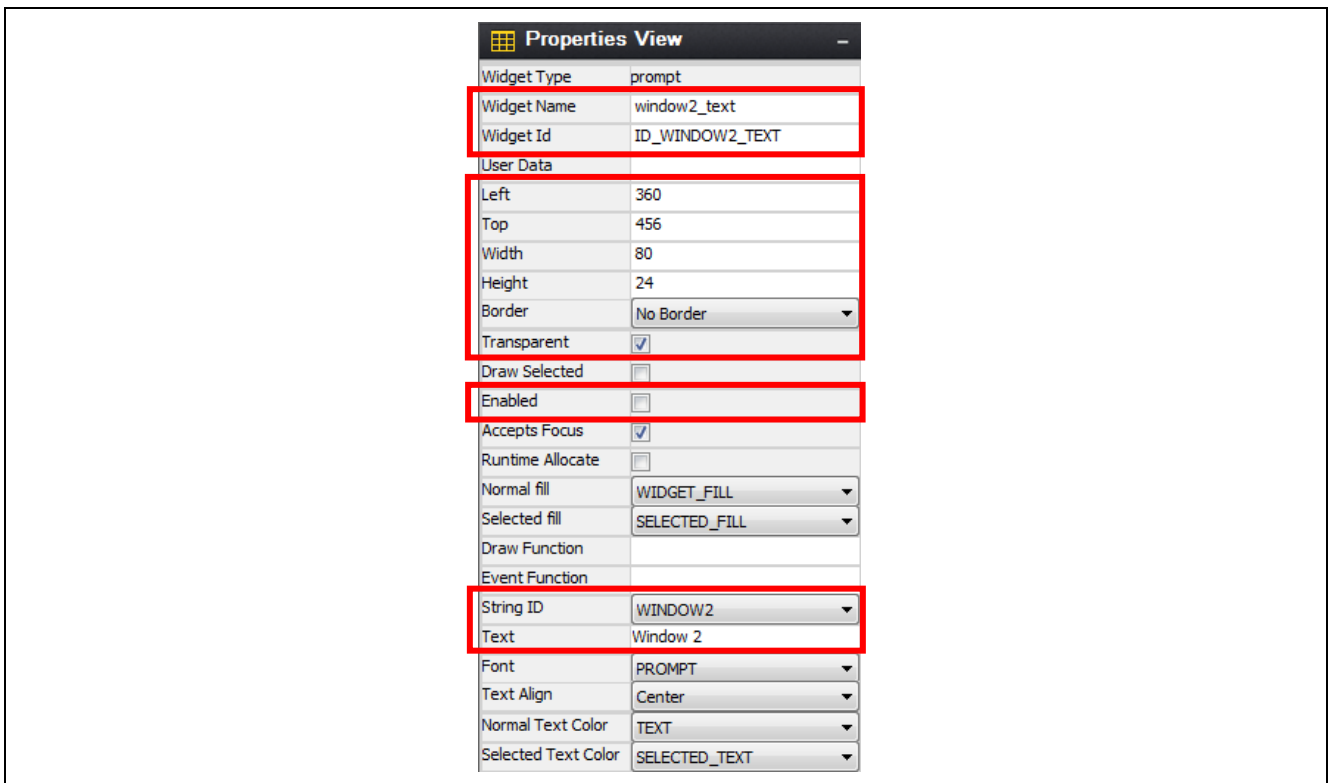 Properties View
Widget Type prompt
Widget Name window2_text
Widget Id ID_WINDOW2_TEXT
User Data
Left 360
Top 456
Width 80
Height 24
Border No Border
Transparent
Draw Selected
Enabled
Accepts Focus
Runtime Allocate
Normal fill WIDGET_FILL
Selected fill SELECTED_FILL
Draw Function
Event Function
String ID WINDOW2
Text Window 2
Font PROMPT
Text Align Center
Normal Text Color TEXT
Selected Text Color SELECTED_TEXT